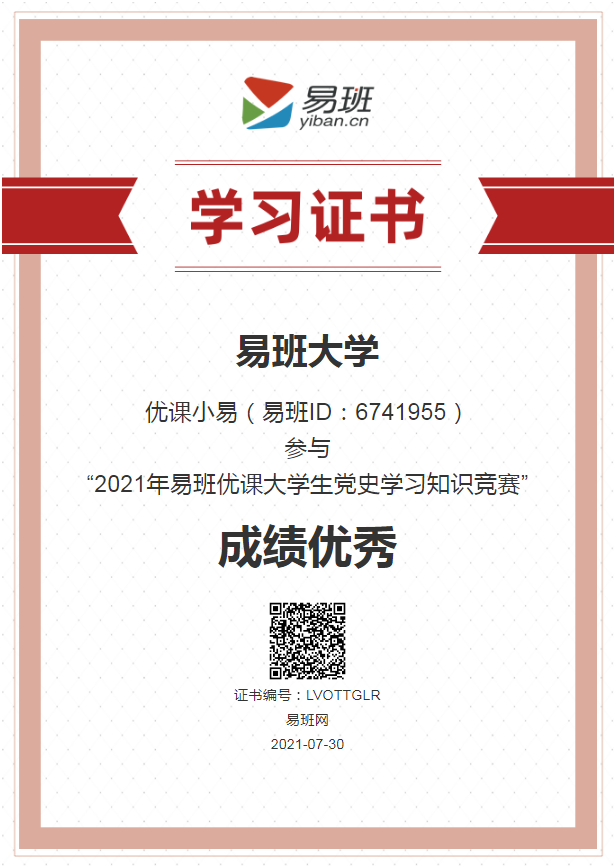 易班
yiban.cn
学习证书
易班大学
优课小易（易班ID：6741955）
参与
“2021年易班优课大学生党史学习知识竞赛”
成绩优秀
证书编号：LVOTTGLR
易班网
2021-07-30